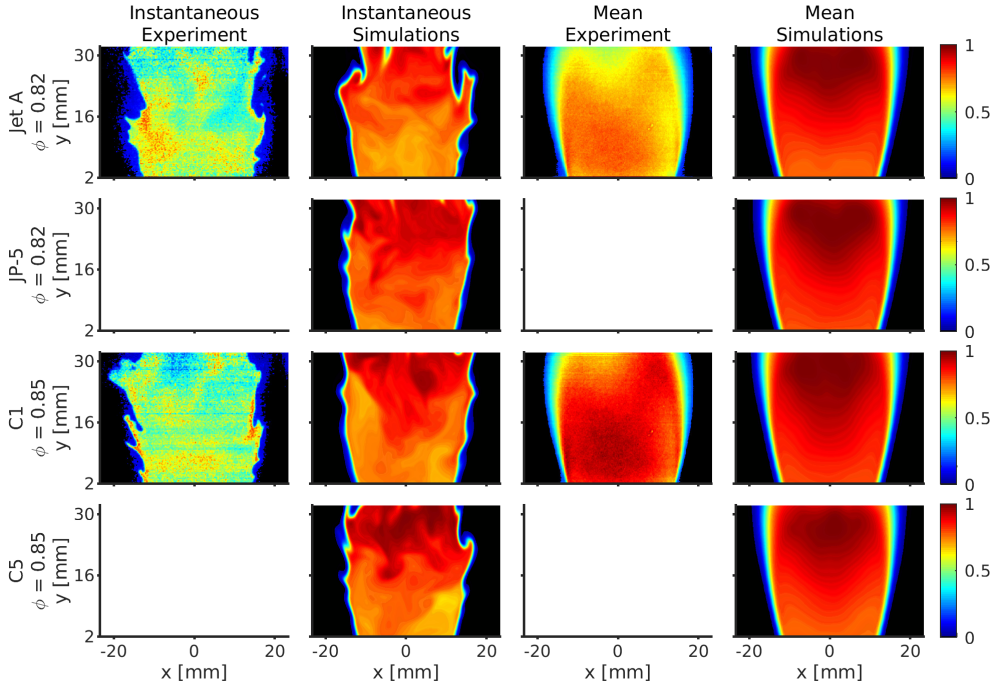 Instantaneous Experiment
Instantaneous Simulations
Mean Experiment
Mean Simulations
Jet A
ϕ = 0.82
y [mm]
30
16
2
1
0.5
0
JP-5
ϕ = 0.82
y [mm]
30
16
2
1
0.5
0
C1
ϕ = 0.85
y [mm]
30
16
2
1
0.5
0
C5
ϕ = 0.85
y [mm]
30
16
2
1
0.5
0
-20 0 20
-20 0 20
-20 0 20
-20 0 20
x [mm]
x [mm]
x [mm]
x [mm]